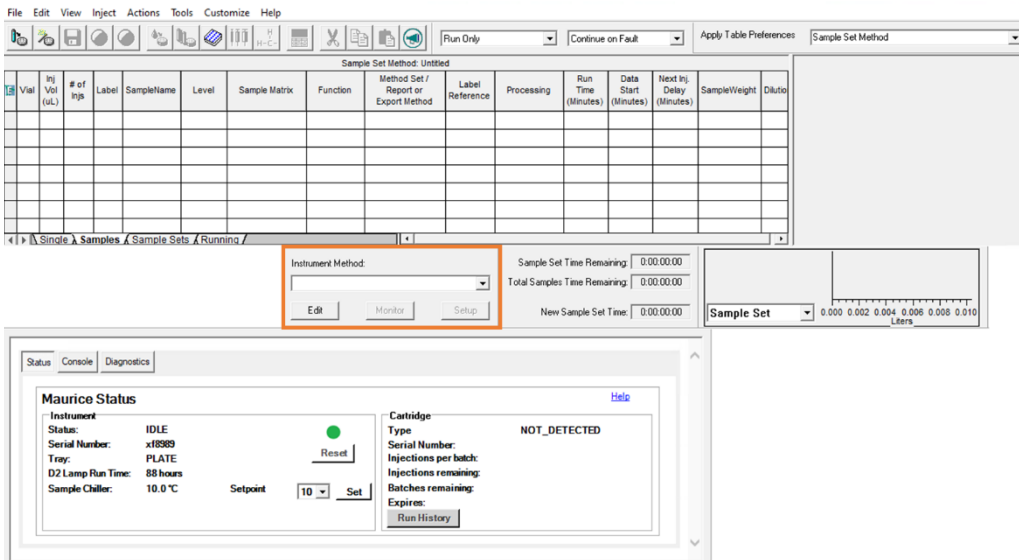 File Edit View Inject Actions Tools Customize Help
Run Only Continue on Fault Apply Table Preferences Sample Set Method
Sample Set Method: Untitled
Vial Inj Vol (uL) # of Injs Label SampleName Level Sample Matrix Function Method Set / Report or Export Method Label Reference Processing Run Time (Minutes) Data Start (Minutes) Next Inj. Delay (Minutes) SampleWeight Dilutio
Single Samples Sample Sets Running
Instrument Method:
Edit Monitor Setup
Sample Set Time Remaining: 0:00:00:00
Total Samples Time Remaining: 0:00:00:00
New Sample Set Time: 0:00:00:00
Sample Set
0.000 0.002 0.004 0.006 0.008 0.010
Liters
Status Console Diagnostics
Maurice Status
Help
Instrument
Status: IDLE
Serial Number: xf8989
Tray: PLATE
D2 Lamp Run Time: 88 hours
Sample Chiller: 10.0 °C Setpoint 10 Set
Reset
Cartridge
Type NOT_DETECTED
Serial Number:
Injections per batch:
Injections remaining:
Batches remaining:
Expires:
Run History